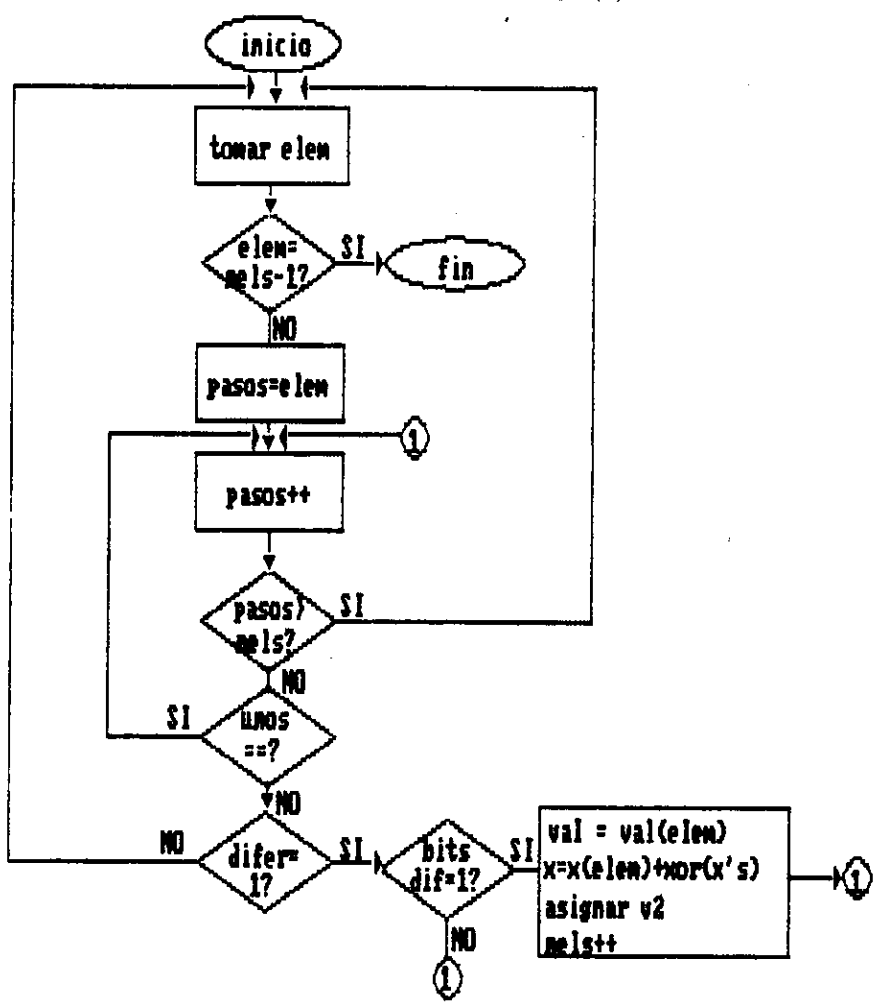 inicio
tomar elem
elem=
nels-1?
SI
fin
NO
pasos=elem
1
pasos++
pasos>
nels?
SI
NO
unos
==?
SI
NO
difer=
1?
NO
SI
bits
dif=1?
SI
NO
1
val = val(elem)
x=x(elem)+xor(x's)
asignar v2
nels++
1